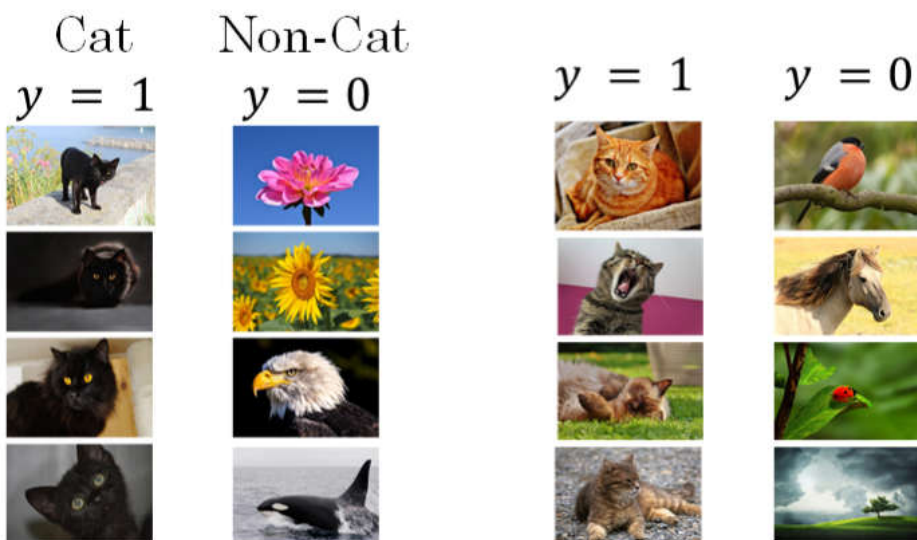 Cat Non-Cat
y = 1 y = 0 y = 1 y = 0